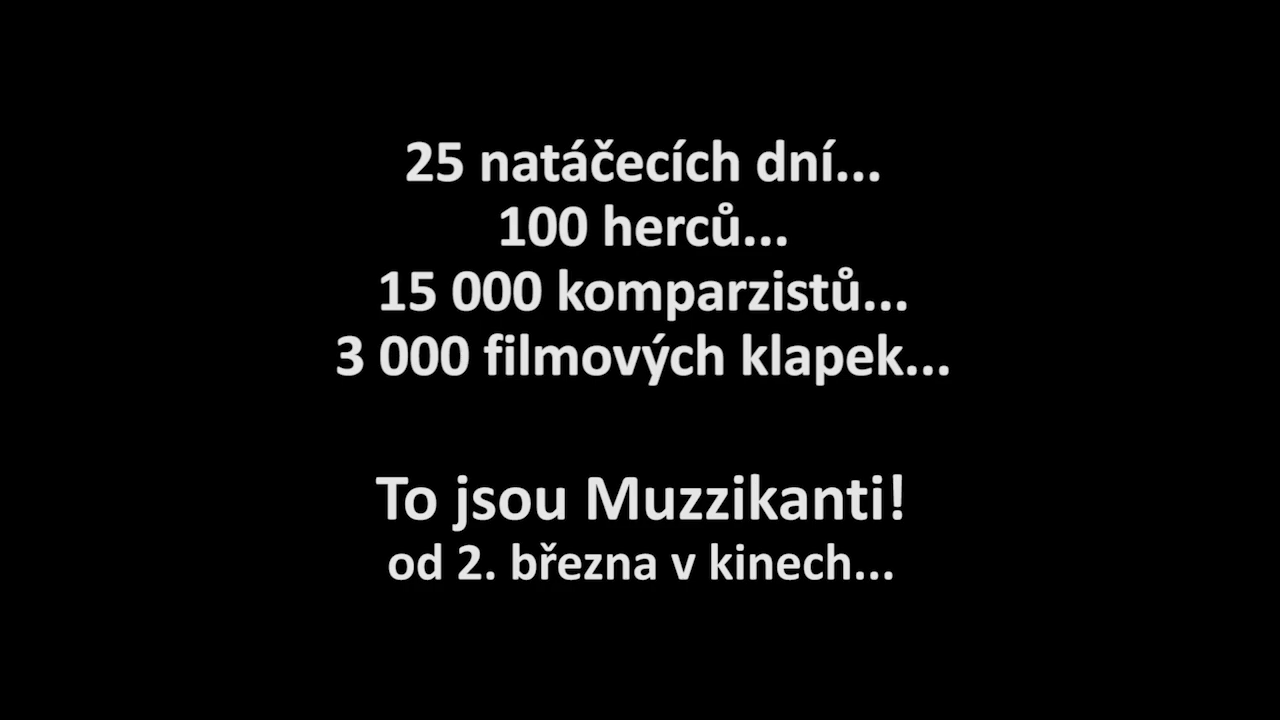 25 natáčecích dní...
100 herců...
15 000 komparzistů...
3 000 filmových klapek...
To jsou Muzzikanti!
od 2. března v kinech...